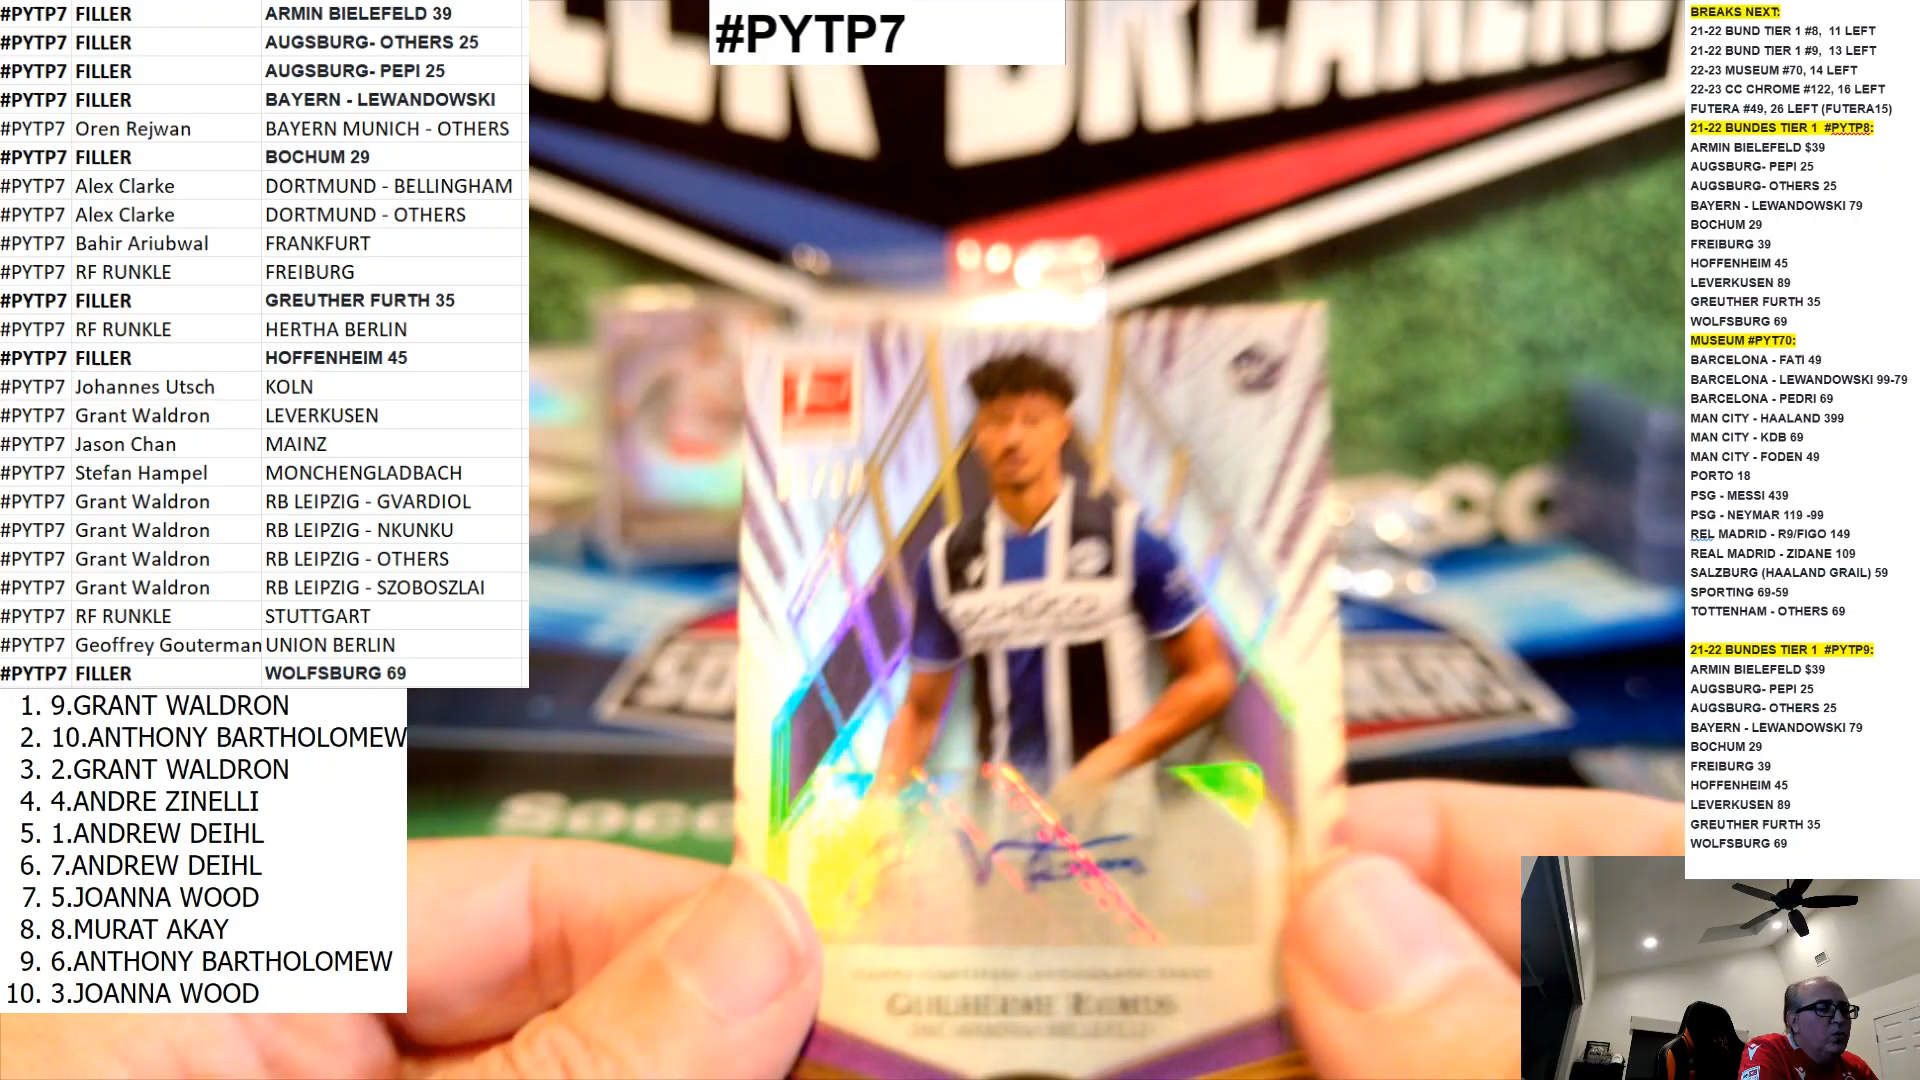 #PYTP7 FILLER ARMIN BIELEFELD 39
#PYTP7 FILLER AUGSBURG- OTHERS 25
#PYTP7 FILLER AUGSBURG- PEPI 25
#PYTP7 FILLER BAYERN - LEWANDOWSKI
#PYTP7 Oren Rejwan BAYERN MUNICH - OTHERS
#PYTP7 FILLER BOCHUM 29
#PYTP7 Alex Clarke DORTMUND - BELLINGHAM
#PYTP7 Alex Clarke DORTMUND - OTHERS
#PYTP7 Bahir Ariubwal FRANKFURT
#PYTP7 RF RUNKLE FREIBURG
#PYTP7 FILLER GREUTHER FURTH 35
#PYTP7 RF RUNKLE HERTHA BERLIN
#PYTP7 FILLER HOFFENHEIM 45
#PYTP7 Johannes Utsch KOLN
#PYTP7 Grant Waldron LEVERKUSEN
#PYTP7 Jason Chan MAINZ
#PYTP7 Stefan Hampel MONCHENGLADBACH
#PYTP7 Grant Waldron RB LEIPZIG - GVARDIOL
#PYTP7 Grant Waldron RB LEIPZIG - NKUNKU
#PYTP7 Grant Waldron RB LEIPZIG - OTHERS
#PYTP7 Grant Waldron RB LEIPZIG - SZOBOSZLAI
#PYTP7 RF RUNKLE STUTTGART
#PYTP7 Geoffrey Gouterman UNION BERLIN
#PYTP7 FILLER WOLFSBURG 69
1. 9.GRANT WALDRON
2. 10.ANTHONY BARTHOLOMEW
3. 2.GRANT WALDRON
4. 4.ANDRE ZINELLI
5. 1.ANDREW DEIHL
6. 7.ANDREW DEIHL
7. 5.JOANNA WOOD
8. 8.MURAT AKAY
9. 6.ANTHONY BARTHOLOMEW
10. 3.JOANNA WOOD
#PYTP7
GUILHERME RAMOS
BREAKS NEXT:
21-22 BUND TIER 1 #8, 11 LEFT
21-22 BUND TIER 1 #9, 13 LEFT
22-23 MUSEUM #70, 14 LEFT
22-23 CC CHROME #122, 16 LEFT
FUTERA #49, 26 LEFT (FUTERA15)
21-22 BUNDES TIER 1 #PYTP8:
ARMIN BIELEFELD $39
AUGSBURG- PEPI 25
AUGSBURG- OTHERS 25
BAYERN - LEWANDOWSKI 79
BOCHUM 29
FREIBURG 39
HOFFENHEIM 45
LEVERKUSEN 89
GREUTHER FURTH 35
WOLFSBURG 69
MUSEUM #PYT70:
BARCELONA - FATI 49
BARCELONA - LEWANDOWSKI 99-79
BARCELONA - PEDRI 69
MAN CITY - HAALAND 399
MAN CITY - KDB 69
MAN CITY - FODEN 49
PORTO 18
PSG - MESSI 439
PSG - NEYMAR 119 -99
REL MADRID - R9/FIGO 149
REAL MADRID - ZIDANE 109
SALZBURG (HAALAND GRAIL) 59
SPORTING 69-59
TOTTENHAM - OTHERS 69
21-22 BUNDES TIER 1 #PYTP9:
ARMIN BIELEFELD $39
AUGSBURG- PEPI 25
AUGSBURG- OTHERS 25
BAYERN - LEWANDOWSKI 79
BOCHUM 29
FREIBURG 39
HOFFENHEIM 45
LEVERKUSEN 89
GREUTHER FURTH 35
WOLFSBURG 69